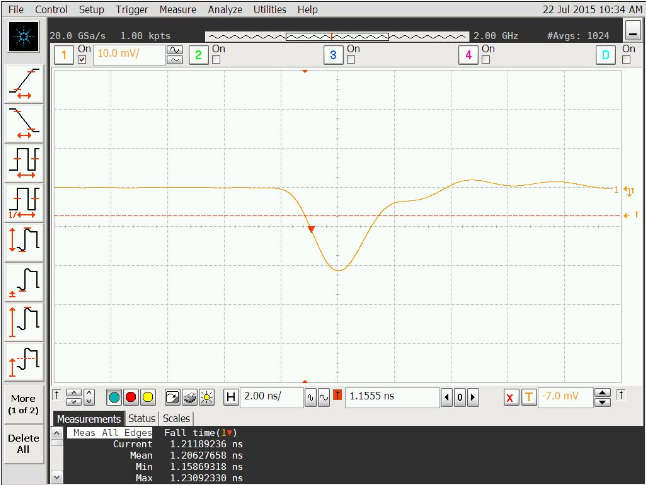 File Control Setup Trigger Measure Analyze Utilities Help 22 Jul 2015 10:34 AM
20.0 GSa/s 1.00 kpts 2.00 GHz #Avgs: 1024
1 On 10.0 mV/ 2 On 3 On 4 On D On
1/
1
T
H 2.00 ns/ 1.1555 ns 0 X T -7.0 mV
More
(1 of 2)
Delete
All
Measurements Status Scales
Meas All Edges Fall time(1▼)
Current 1.21189236 ns
Mean 1.20627658 ns
Min 1.15869318 ns
Max 1.23092330 ns